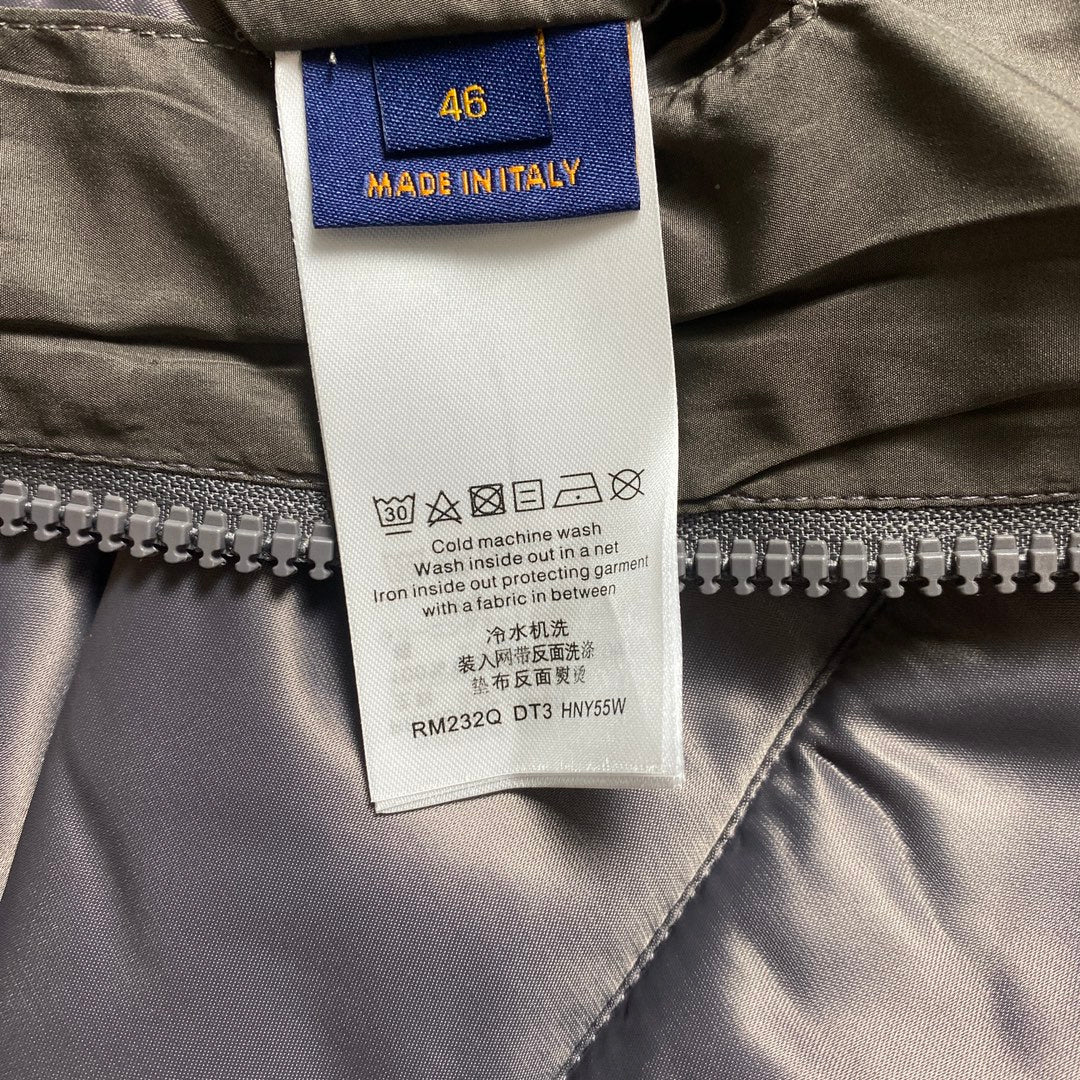 46
MADE IN ITALY
30
Cold machine wash
Wash inside out in a net
Iron inside out protecting garment
with a fabric in between
冷水机洗
装入网带反面洗涤
垫布反面熨烫
RM232Q DT3 HNY55W